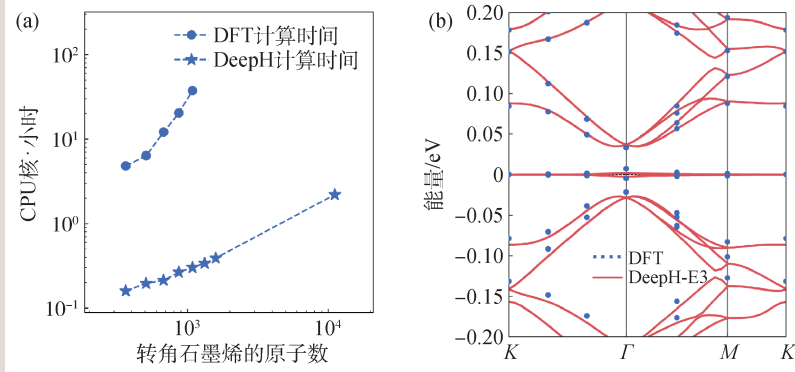 (a)
DFT计算时间
DeepH计算时间
10²
10¹
10⁰
10⁻¹
CPU核·小时
10³
10⁴
转角石墨烯的原子数
(b)
0.20
0.15
0.10
0.05
0
−0.05
−0.10
−0.15
−0.20
能量/eV
DFT
DeepH-E3
K
Γ
M
K